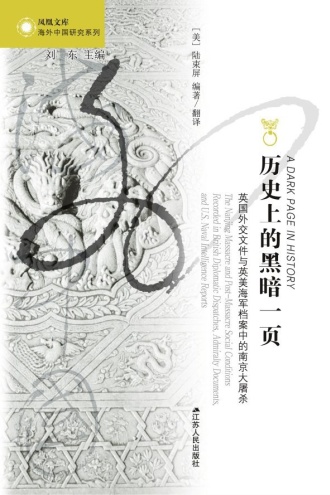 凤凰文库
海外中国研究系列
刘 东 主编
[美] 陆束屏 编著/翻译
历史上的黑暗一页
A DARK PAGE IN HISTORY
英国外交文件与英美海军档案中的南京大屠杀
The Nanjing Massacre and Post-Massacre Social Conditions
Recorded in British Diplomatic Dispatches, Admiralty Documents,
and U.S. Naval Intelligence Reports
江苏人民出版社